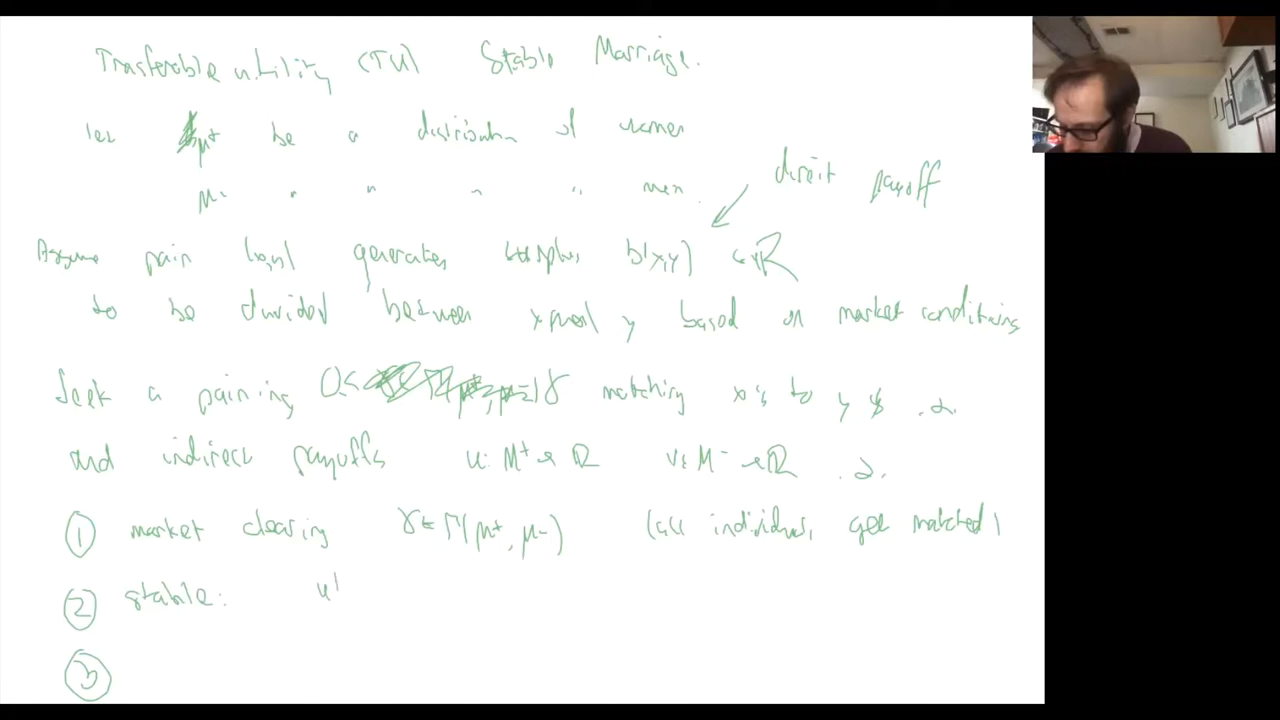 Trasferable utility (TU) Stable Marriage.
let μ+ be a distribution of women
μ- " " " " men.
direct payoff
Assume pair (x,y) generates surplus b(x,y) ∈ ℝ
to be divided between x and y based on market conditions
Seek a pairing 0≤ γ matching x's to y's .s.
and indirect payoffs u: M+ → ℝ v: M- → ℝ .s.
① market clearing γ ∈ Γ(μ+, μ-) (all individuals get matched)
② stable: u(
③